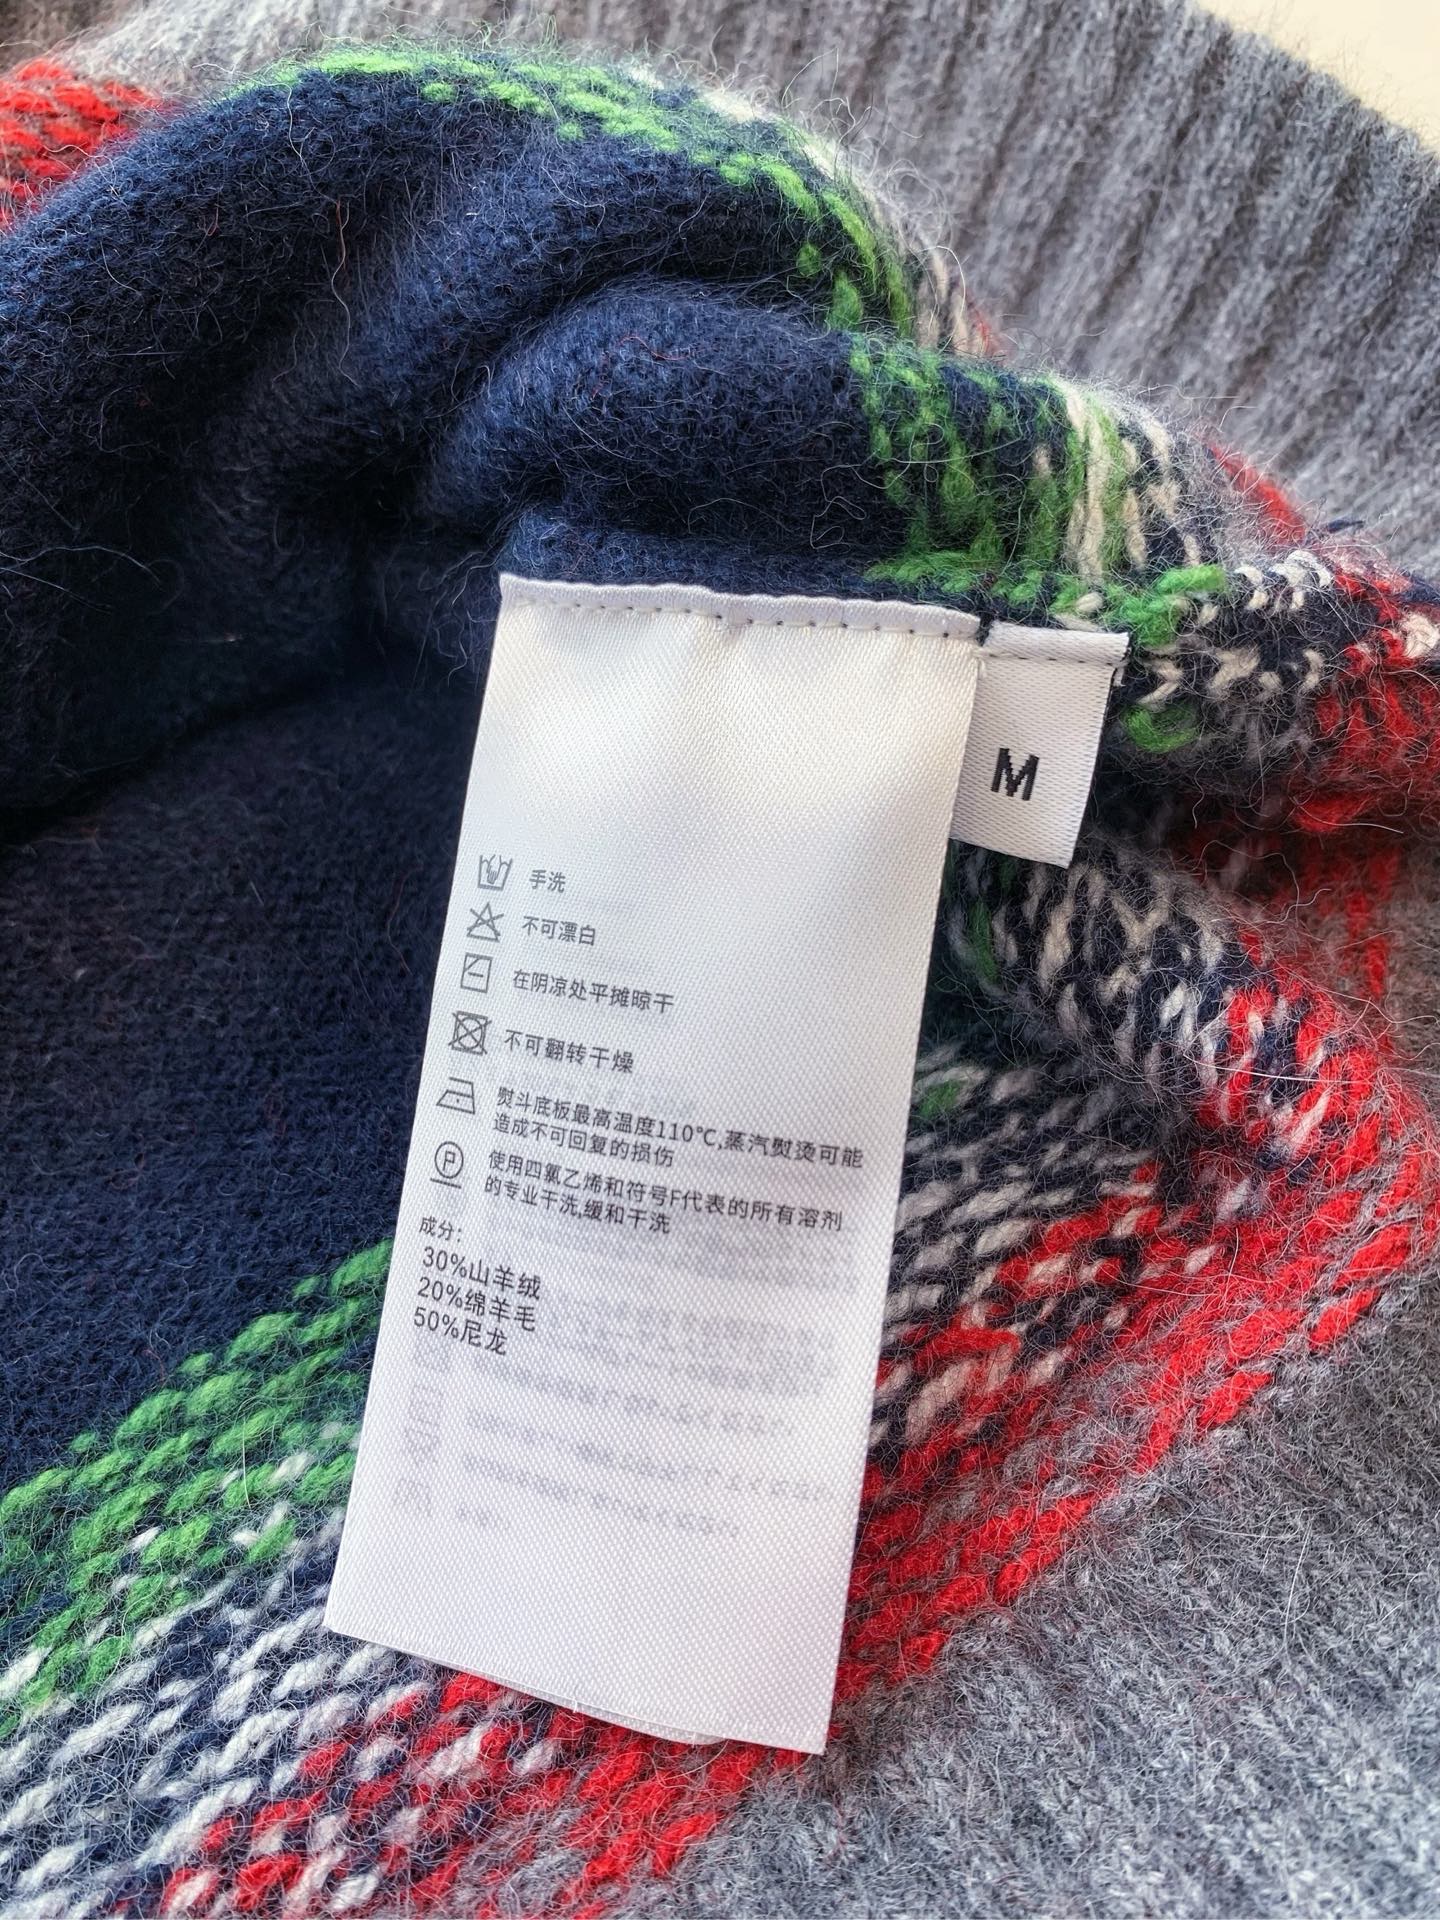 M
手洗
不可漂白
在阴凉处平摊晾干
不可翻转干燥
熨斗底板最高温度110℃,蒸汽熨烫可能
造成不可回复的损伤
P
使用四氯乙烯和符号F代表的所有溶剂
的专业干洗,缓和干洗
成分:
30%山羊绒
20%绵羊毛
50%尼龙